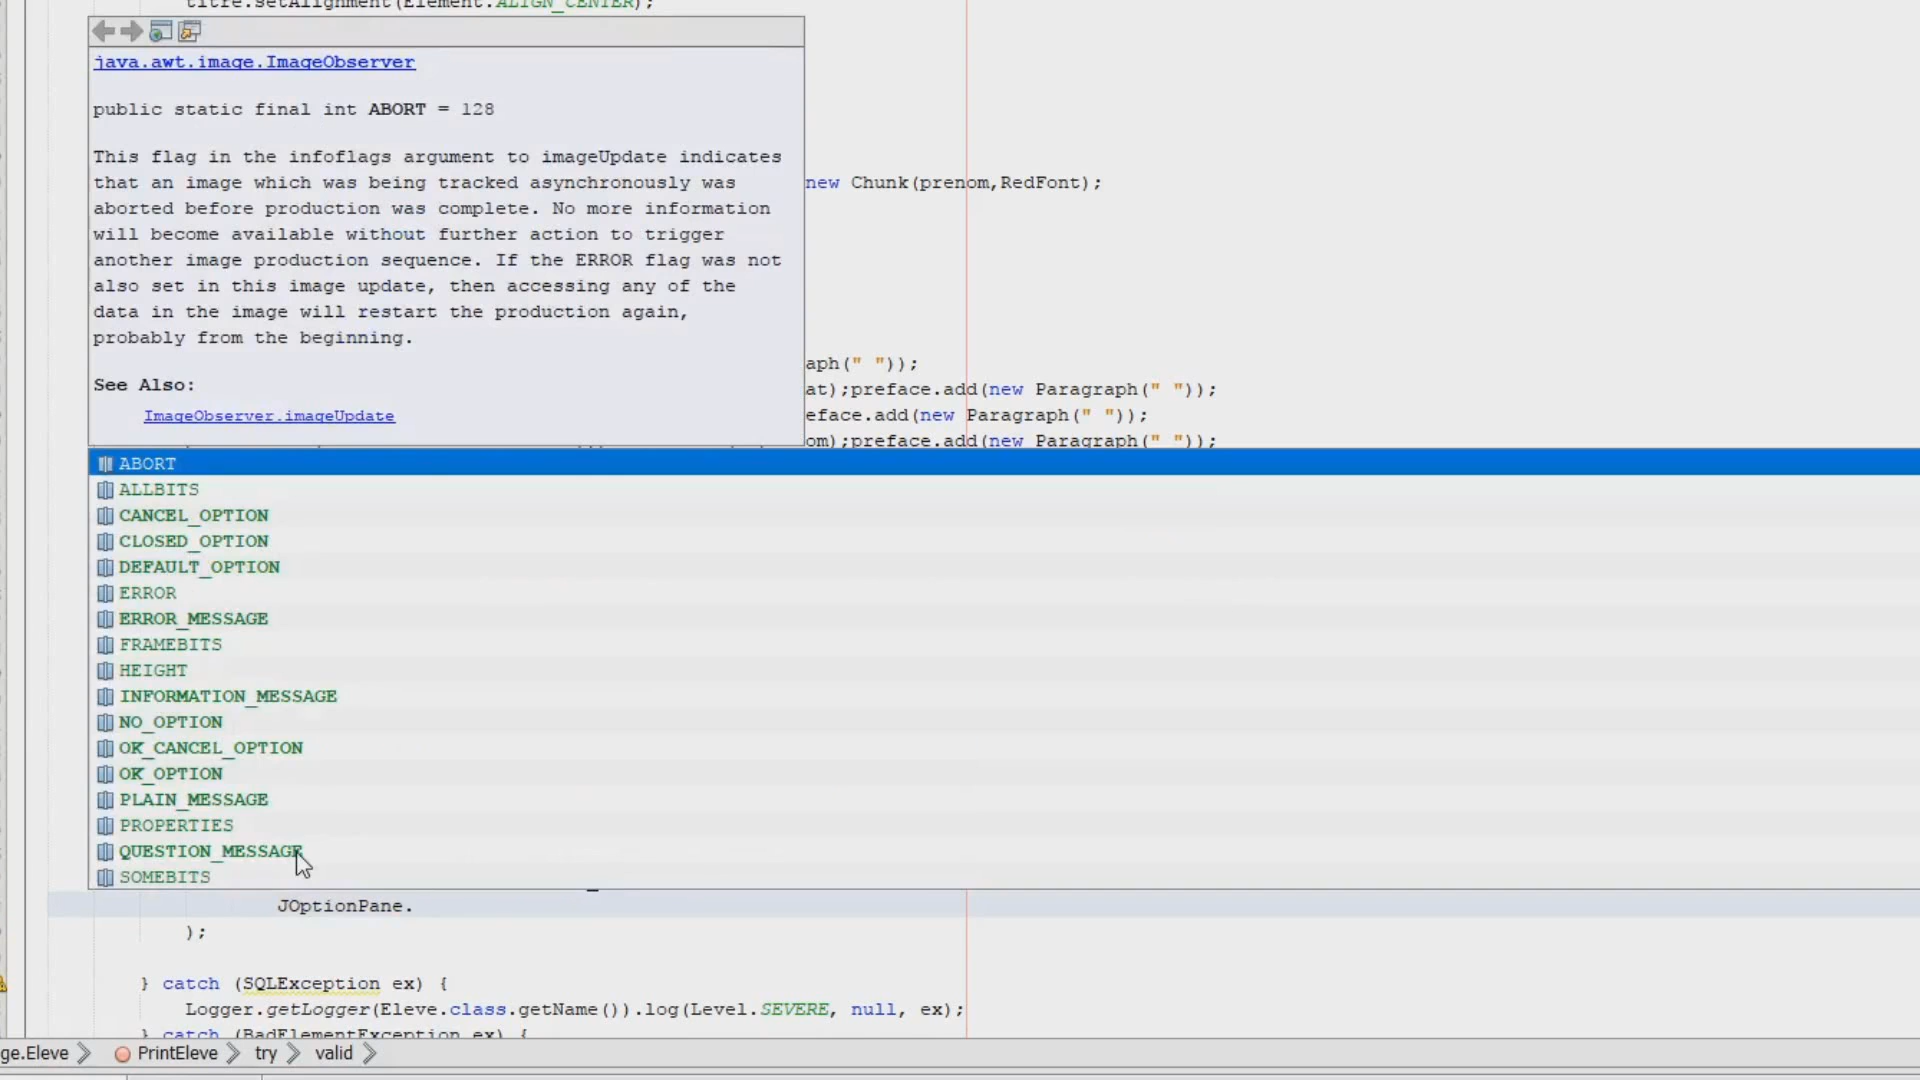 titre.setAlignment(Element.ALIGN_CENTER);
java.awt.image.ImageObserver
public static final int ABORT = 128
This flag in the infoflags argument to imageUpdate indicates
that an image which was being tracked asynchronously was
aborted before production was complete. No more information
will become available without further action to trigger
another image production sequence. If the ERROR flag was not
also set in this image update, then accessing any of the
data in the image will restart the production again,
probably from the beginning.
See Also:
ImageObserver.imageUpdate
new Chunk(prenom,RedFont);
aph(" "));
at);preface.add(new Paragraph(" "));
eface.add(new Paragraph(" "));
om);preface.add(new Paragraph(" "));
ABORT
ALLBITS
CANCEL_OPTION
CLOSED_OPTION
DEFAULT_OPTION
ERROR
ERROR_MESSAGE
FRAMEBITS
HEIGHT
INFORMATION_MESSAGE
NO_OPTION
OK_CANCEL_OPTION
OK_OPTION
PLAIN_MESSAGE
PROPERTIES
QUESTION_MESSAGE
SOMEBITS
JOptionPane.
);
} catch (SQLException ex) {
Logger.getLogger(Eleve.class.getName()).log(Level.SEVERE, null, ex);
} catch (BadElementException ex) {
ge.Eleve PrintEleve try valid